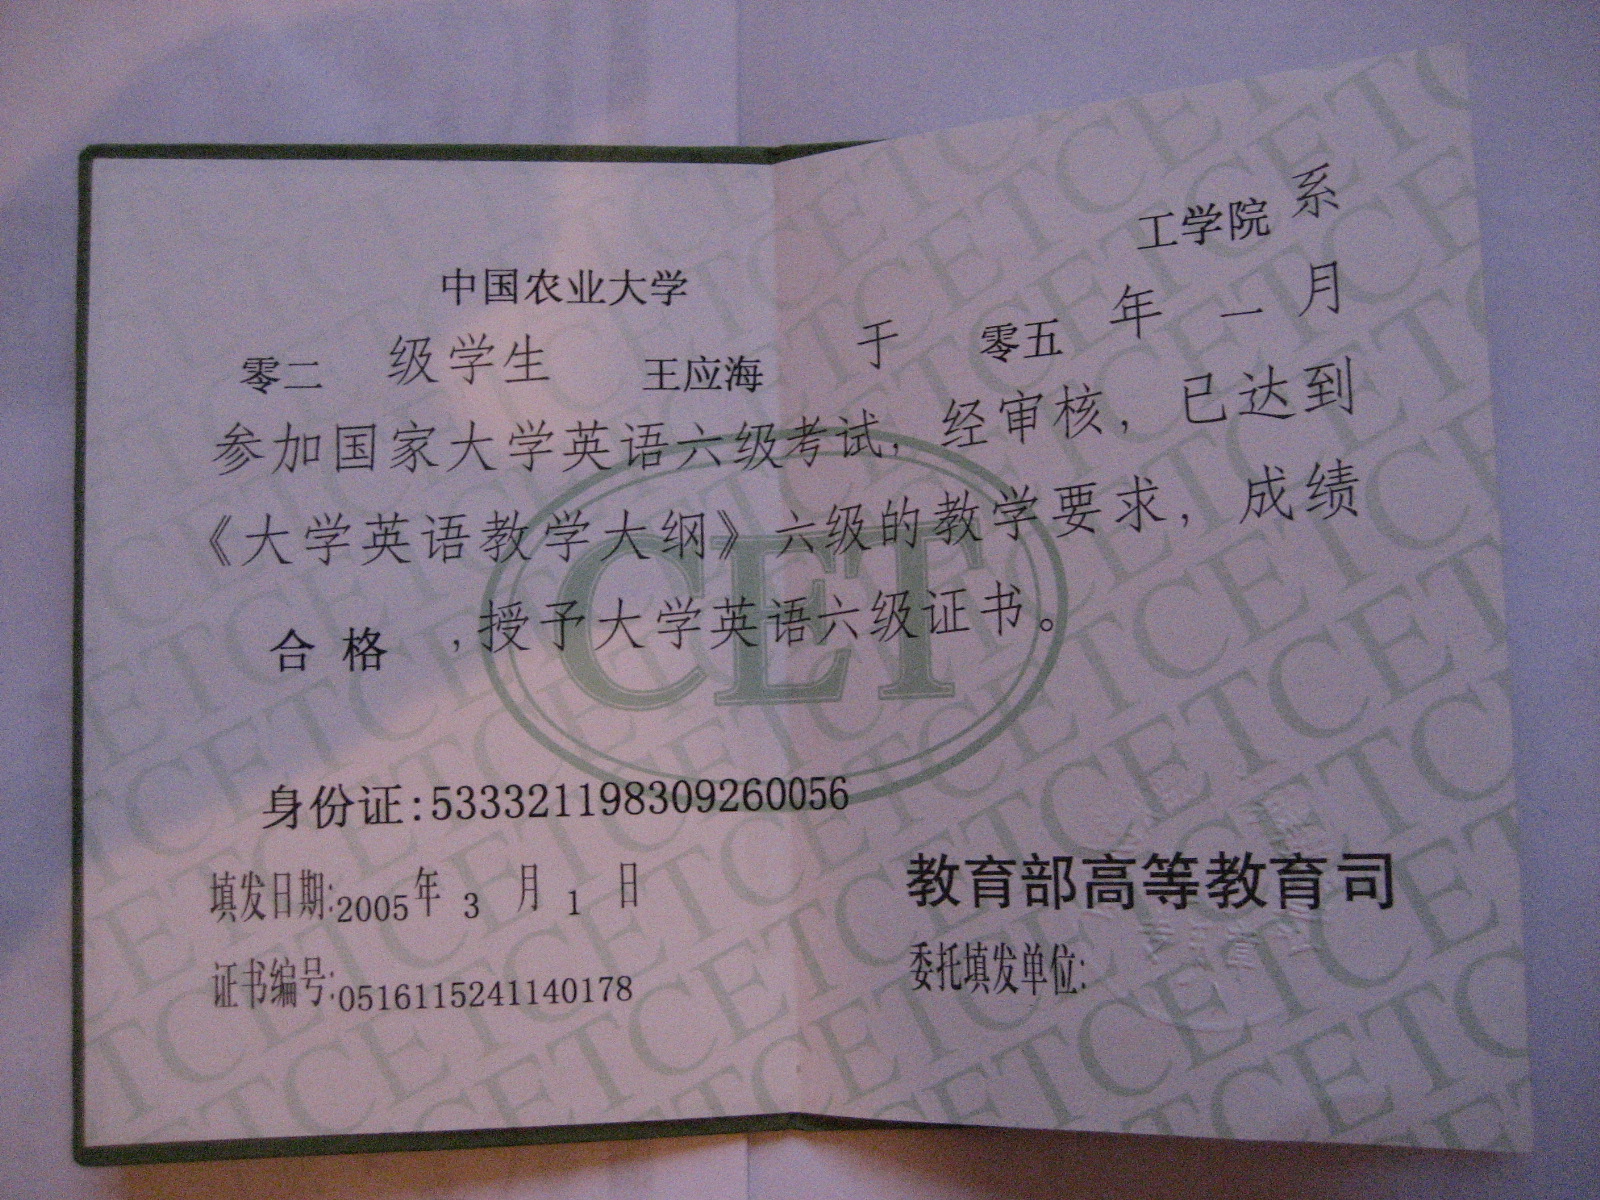 中国农业大学 工学院 系
零二 级学生 王应海 于 零五 年 一 月
参加国家大学英语六级考试，经审核，已达到
《大学英语教学大纲》六级的教学要求，成绩
合格 ，授予大学英语六级证书。
CET
身份证:533321198309260056
填发日期:2005年 3 月 1 日
教育部高等教育司
证书编号:0516115241140178
委托填发单位: